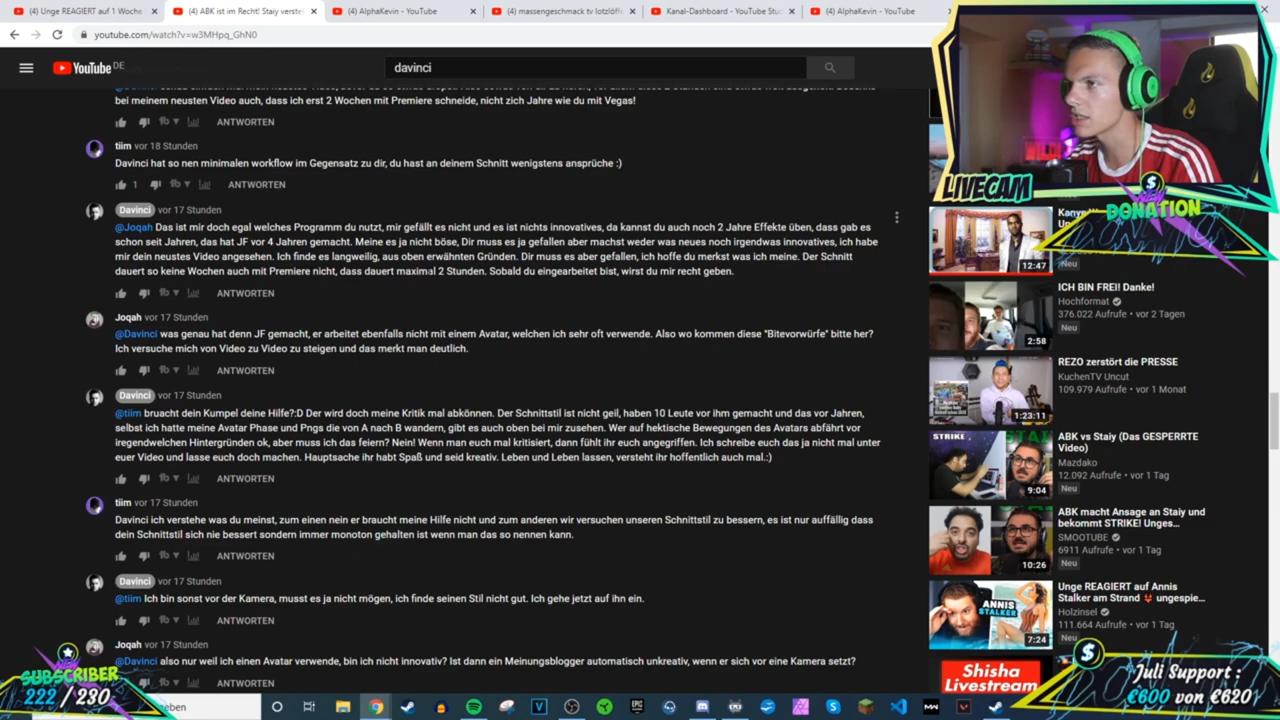 (4) Unge REAGIERT auf 1 Woche
(4) ABK ist im Recht! Staiy verste
(4) AlphaKevin - YouTube
(4) massengeschmack tv lotzlöff
Kanal-Dashboard - YouTube Stu
(4) AlphaKevin - YouTube
youtube.com/watch?v=w3MHpq_GhN0
YouTube DE
davinci
bei meinem neusten Video auch, dass ich erst 2 Wochen mit Premiere schneide, nicht zich Jahre wie du mit Vegas!
ANTWORTEN
tiim vor 18 Stunden
Davinci hat so nen minimalen workflow im Gegensatz zu dir, du hast an deinem Schnitt wenigstens ansprüche :)
1 ANTWORTEN
Davinci vor 17 Stunden
@Joqah Das ist mir doch egal welches Programm du nutzt, mir gefällt es nicht und es ist nichts innovatives, da kannst du auch noch 2 Jahre Effekte üben, dass gab es
schon seit Jahren, das hat JF vor 4 Jahren gemacht. Meine es ja nicht böse, Dir muss es ja gefallen aber machst weder was neues noch irgendwas innovatives, ich habe
mir dein neustes Video angesehen. Ich finde es langweilig, aus oben erwähnten Gründen. Dir muss es aber gefallen, ich hoffe du merkst was ich meine. Der Schnitt
dauert so keine Wochen auch mit Premiere nicht, das dauert maximal 2 Stunden. Sobald du eingearbeitet bist, wirst du mir recht geben.
ANTWORTEN
Joqah vor 17 Stunden
@Davinci was genau hat denn JF gemacht, er arbeitet ebenfalls nicht mit einem Avatar, welchen ich sehr oft verwende. Also wo kommen diese "Bitevorwürfe" bitte her?
Ich versuche mich von Video zu Video zu steigen und das merkt man deutlich.
ANTWORTEN
Davinci vor 17 Stunden
@tiim bruacht dein Kumpel deine Hilfe?:D Der wird doch meine Kritik mal abkönnen. Der Schnittstil ist nicht geil, haben 10 Leute vor ihm gemacht und das vor Jahren,
selbst ich hatte meine Avatar Phase und Pngs die von A nach B wandern, gibt es auch open bei mir zusehen. Wer auf hektische Bewegungen des Avatars abfährt vor
iregendwelchen Hintergründen ok, aber muss ich das feiern? Nein! Wenn man euch mal kritisiert, dann fühlt ihr euch angegriffen. Ich schreibe euch das ja nicht mal unter
euer Video und lasse euch doch machen. Hauptsache ihr habt Spaß und seid kreativ. Leben und Leben lassen, versteht ihr hoffentlich auch mal.:)
ANTWORTEN
tiim vor 17 Stunden
Davinci ich verstehe was du meinst, zum einen nein er braucht meine Hilfe nicht und zum anderen wir versuchen unseren Schnittstil zu bessern, es ist nur auffällig dass
dein Schnittstil sich nie bessert sondern immer monoton gehalten ist wenn man das so nennen kann.
ANTWORTEN
Davinci vor 17 Stunden
@tiim Ich bin sonst vor der Kamera, musst es ja nicht mögen, ich finde seinen Stil nicht gut. Ich gehe jetzt auf ihn ein.
ANTWORTEN
Joqah vor 17 Stunden
@Davinci also nur weil ich einen Avatar verwende, bin ich nicht innovativ? Ist dann ein Meinungsblogger automatisch unkreativ, wenn er sich vor eine Kamera setzt?
ANTWORTEN
LIVECAM
NEW
DONATION
Kanye
12:47
Neu
ICH BIN FREI! Danke!
Hochformat
376.022 Aufrufe • vor 2 Tagen
Neu
2:58
REZO zerstört die PRESSE
KuchenTV Uncut
109.979 Aufrufe • vor 1 Monat
1:23:11
STRIKE
ABK vs Staiy (Das GESPERRTE
Video)
Mazdako
12.092 Aufrufe • vor 1 Tag
Neu
9:04
ABK macht Ansage an Staiy und
bekommt STRIKE! Unges...
SMOOTUBE
6911 Aufrufe • vor 1 Tag
Neu
10:26
ANNIS
STALKER
Unge REAGIERT auf Annis
Stalker am Strand ungespie...
Holzinsel
111.664 Aufrufe • vor 1 Tag
Neu
7:24
Shisha
Livestream
NEW
SUBSCRIBER
222 / 230
eben
Juli Support :
€600 von €620